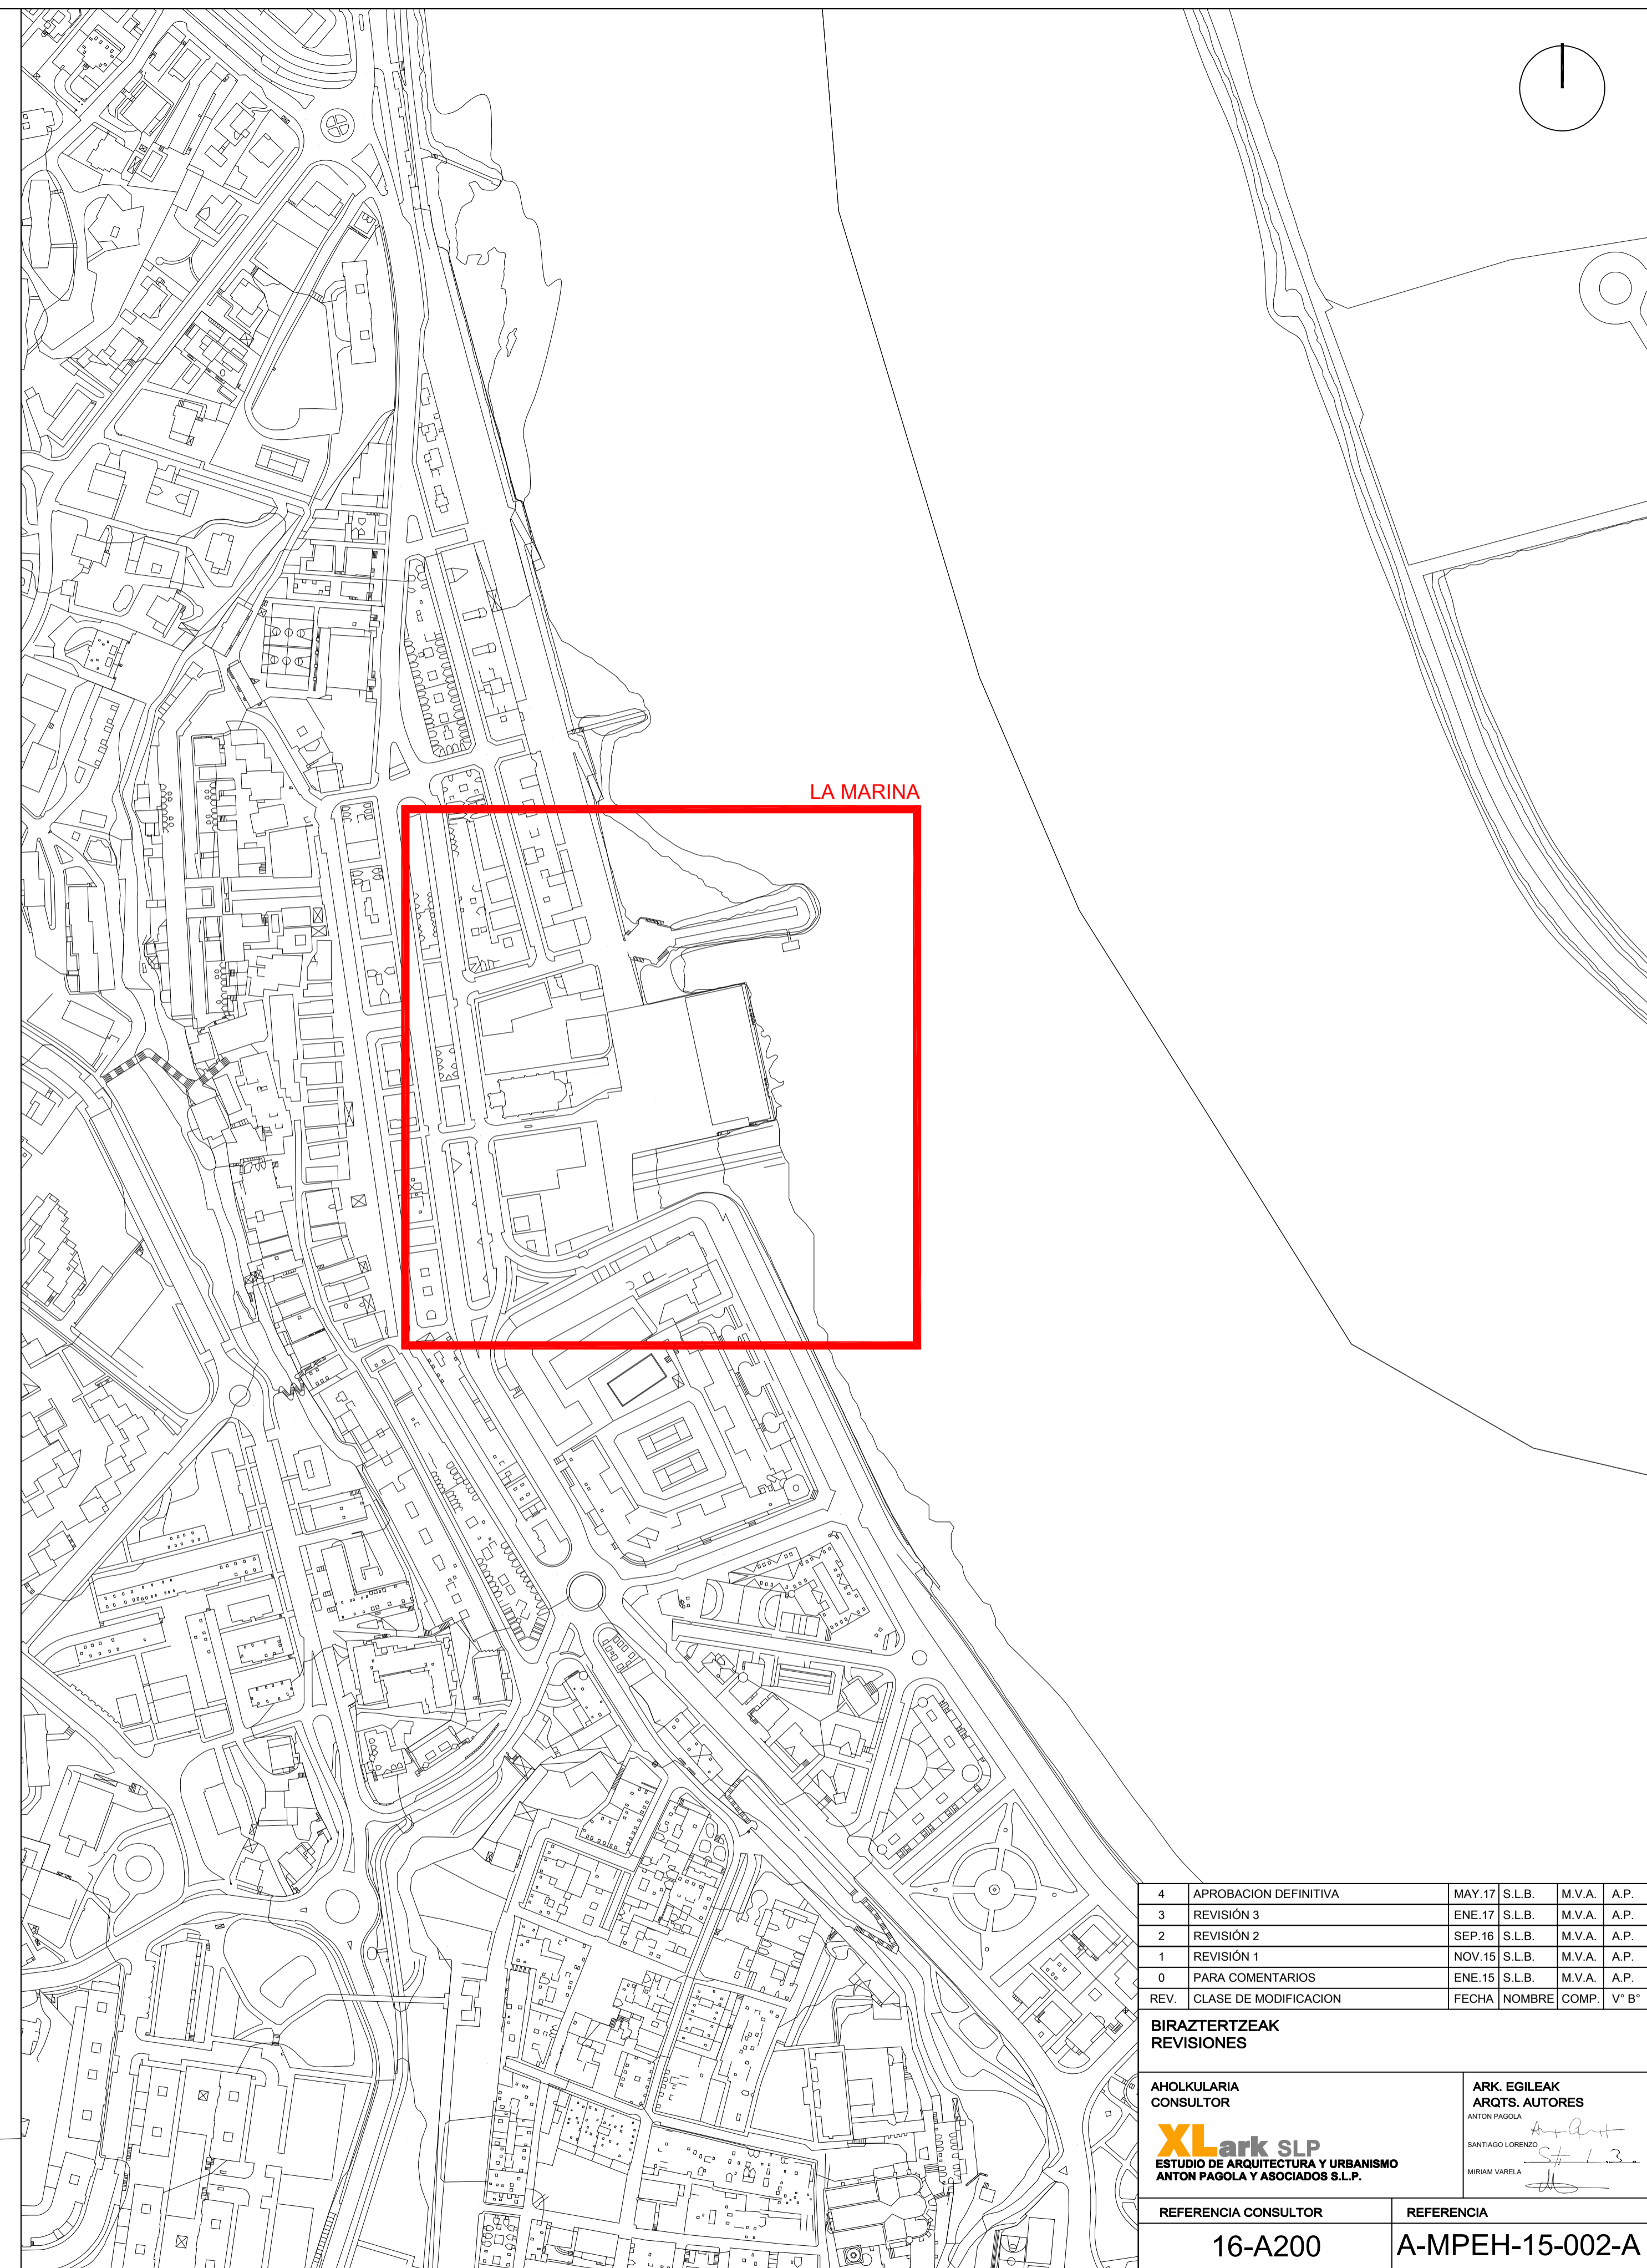 LA MARINA
4 APROBACION DEFINITIVA MAY.17 S.L.B. M.V.A. A.P.
3 REVISIÓN 3 ENE.17 S.L.B. M.V.A. A.P.
2 REVISIÓN 2 SEP.16 S.L.B. M.V.A. A.P.
1 REVISIÓN 1 NOV.15 S.L.B. M.V.A. A.P.
0 PARA COMENTARIOS ENE.15 S.L.B. M.V.A. A.P.
REV. CLASE DE MODIFICACION FECHA NOMBRE COMP. V° B°
BIRAZTERTZEAK
REVISIONES
AHOLKULARIA
CONSULTOR
XLark SLP
ESTUDIO DE ARQUITECTURA Y URBANISMO
ANTON PAGOLA Y ASOCIADOS S.L.P.
ARK. EGILEAK
ARQTS. AUTORES
ANTON PAGOLA
SANTIAGO LORENZO
MIRIAM VARELA
REFERENCIA CONSULTOR
16-A200
REFERENCIA
A-MPEH-15-002-A